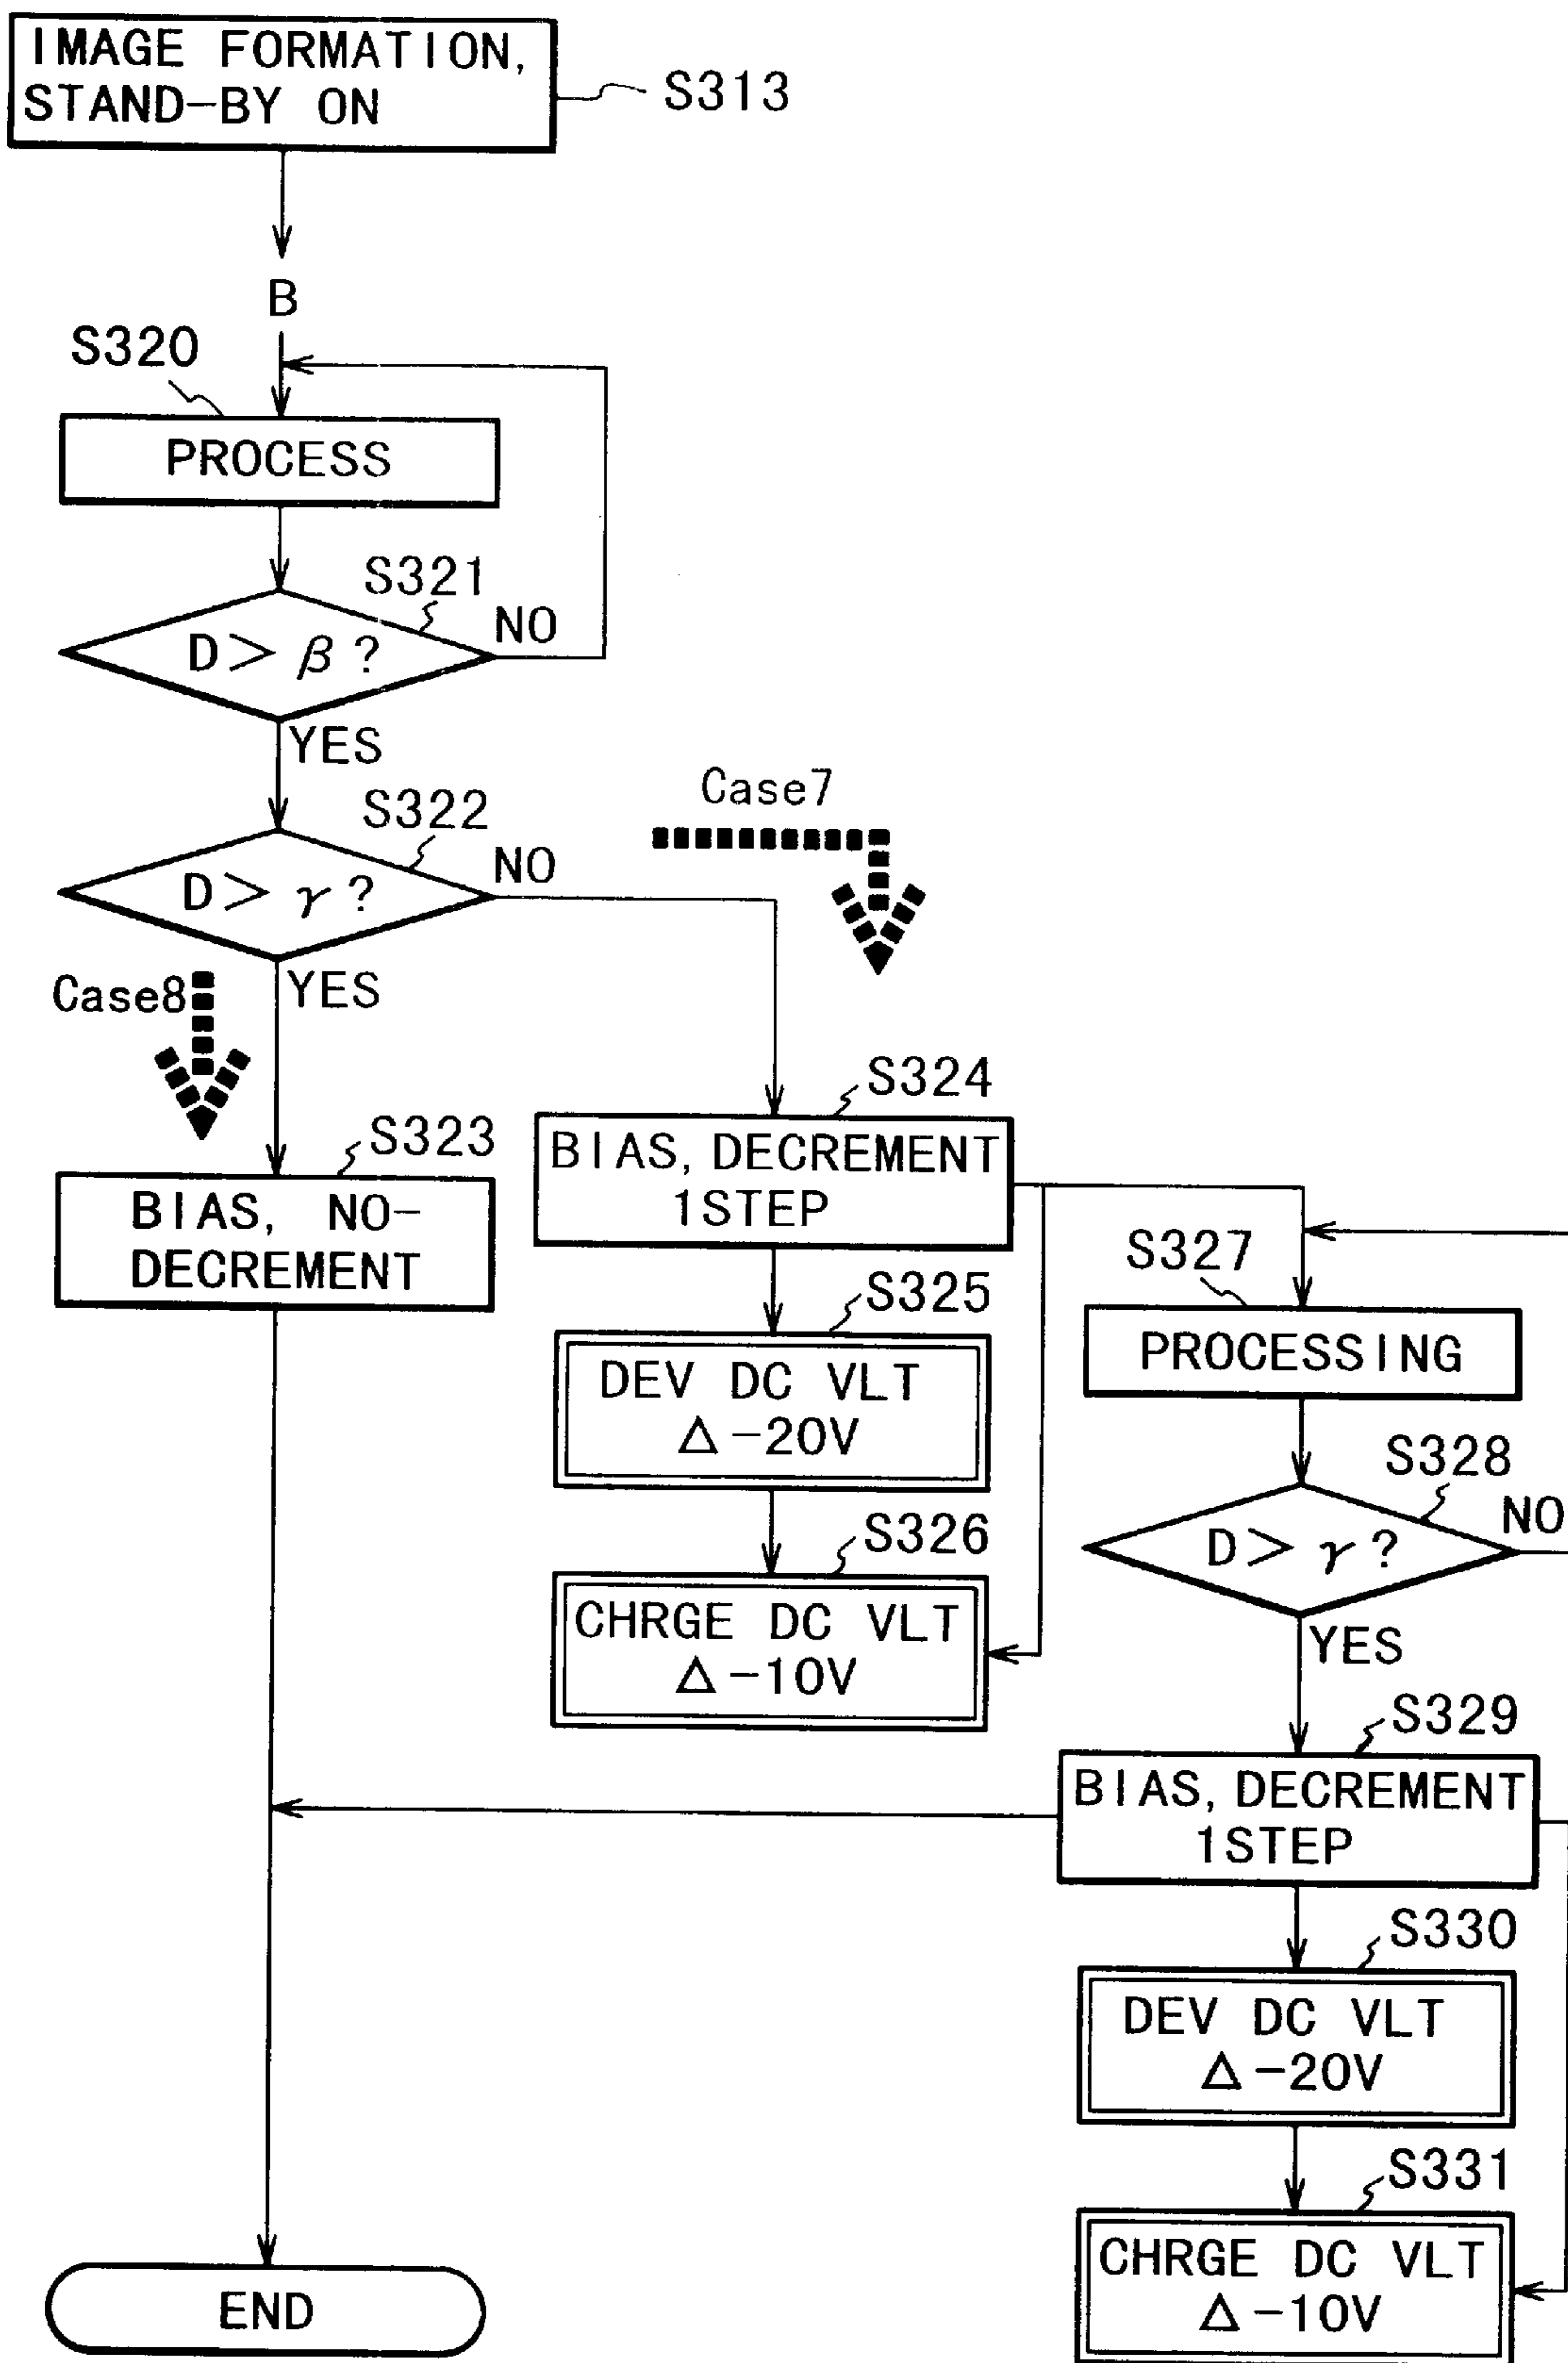 IMAGE FORMATION,
STAND-BY ON
S313
B
S320
PROCESS
S321
D> β?
NO
YES
S322
D> γ?
NO
YES
Case7
Case8
S323
BIAS, NO-
DECREMENT
S324
BIAS, DECREMENT
1STEP
S325
DEV DC VLT
△-20V
S326
CHRGE DC VLT
△-10V
S327
PROCESSING
S328
D> γ?
NO
YES
S329
BIAS, DECREMENT
1STEP
S330
DEV DC VLT
△-20V
S331
CHRGE DC VLT
△-10V
END